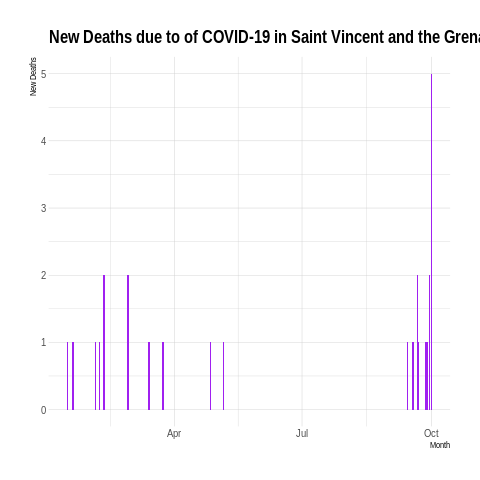 New Deaths due to of COVID-19 in Saint Vincent and the Grena
New Deaths
5
4
3
2
1
0
Apr
Jul
Oct
Month